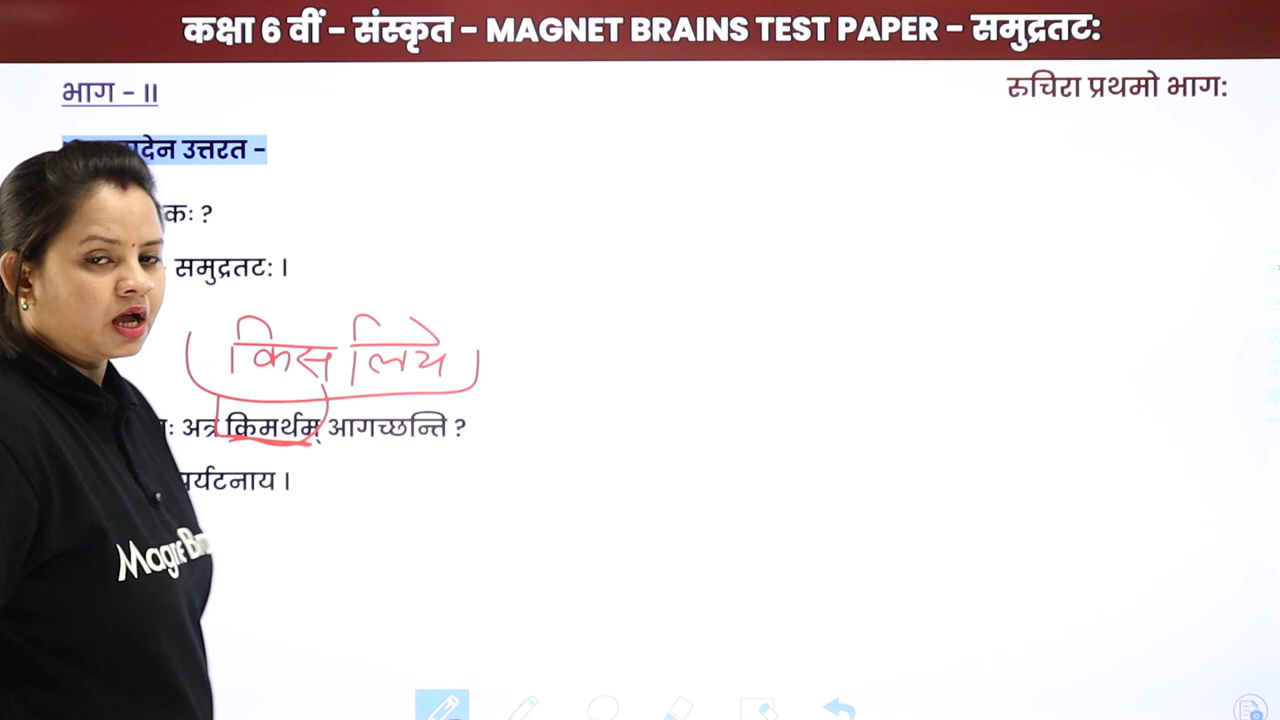 कक्षा 6 वीं - संस्कृत - MAGNET BRAINS TEST PAPER - समुद्रतट:
भाग - II
रुचिरा प्रथमो भाग:
उत्तरत -
कः ?
समुद्रतट: ।
किस लिये
अत्र किमर्थम् आगच्छन्ति ?
पर्यटनाय ।